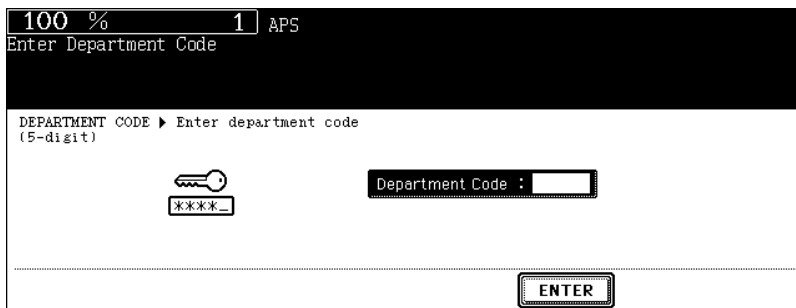 100 % 1 APS
Enter Department Code
DEPARTMENT CODE ▶ Enter department code
(5-digit)
****_
Department Code :
ENTER